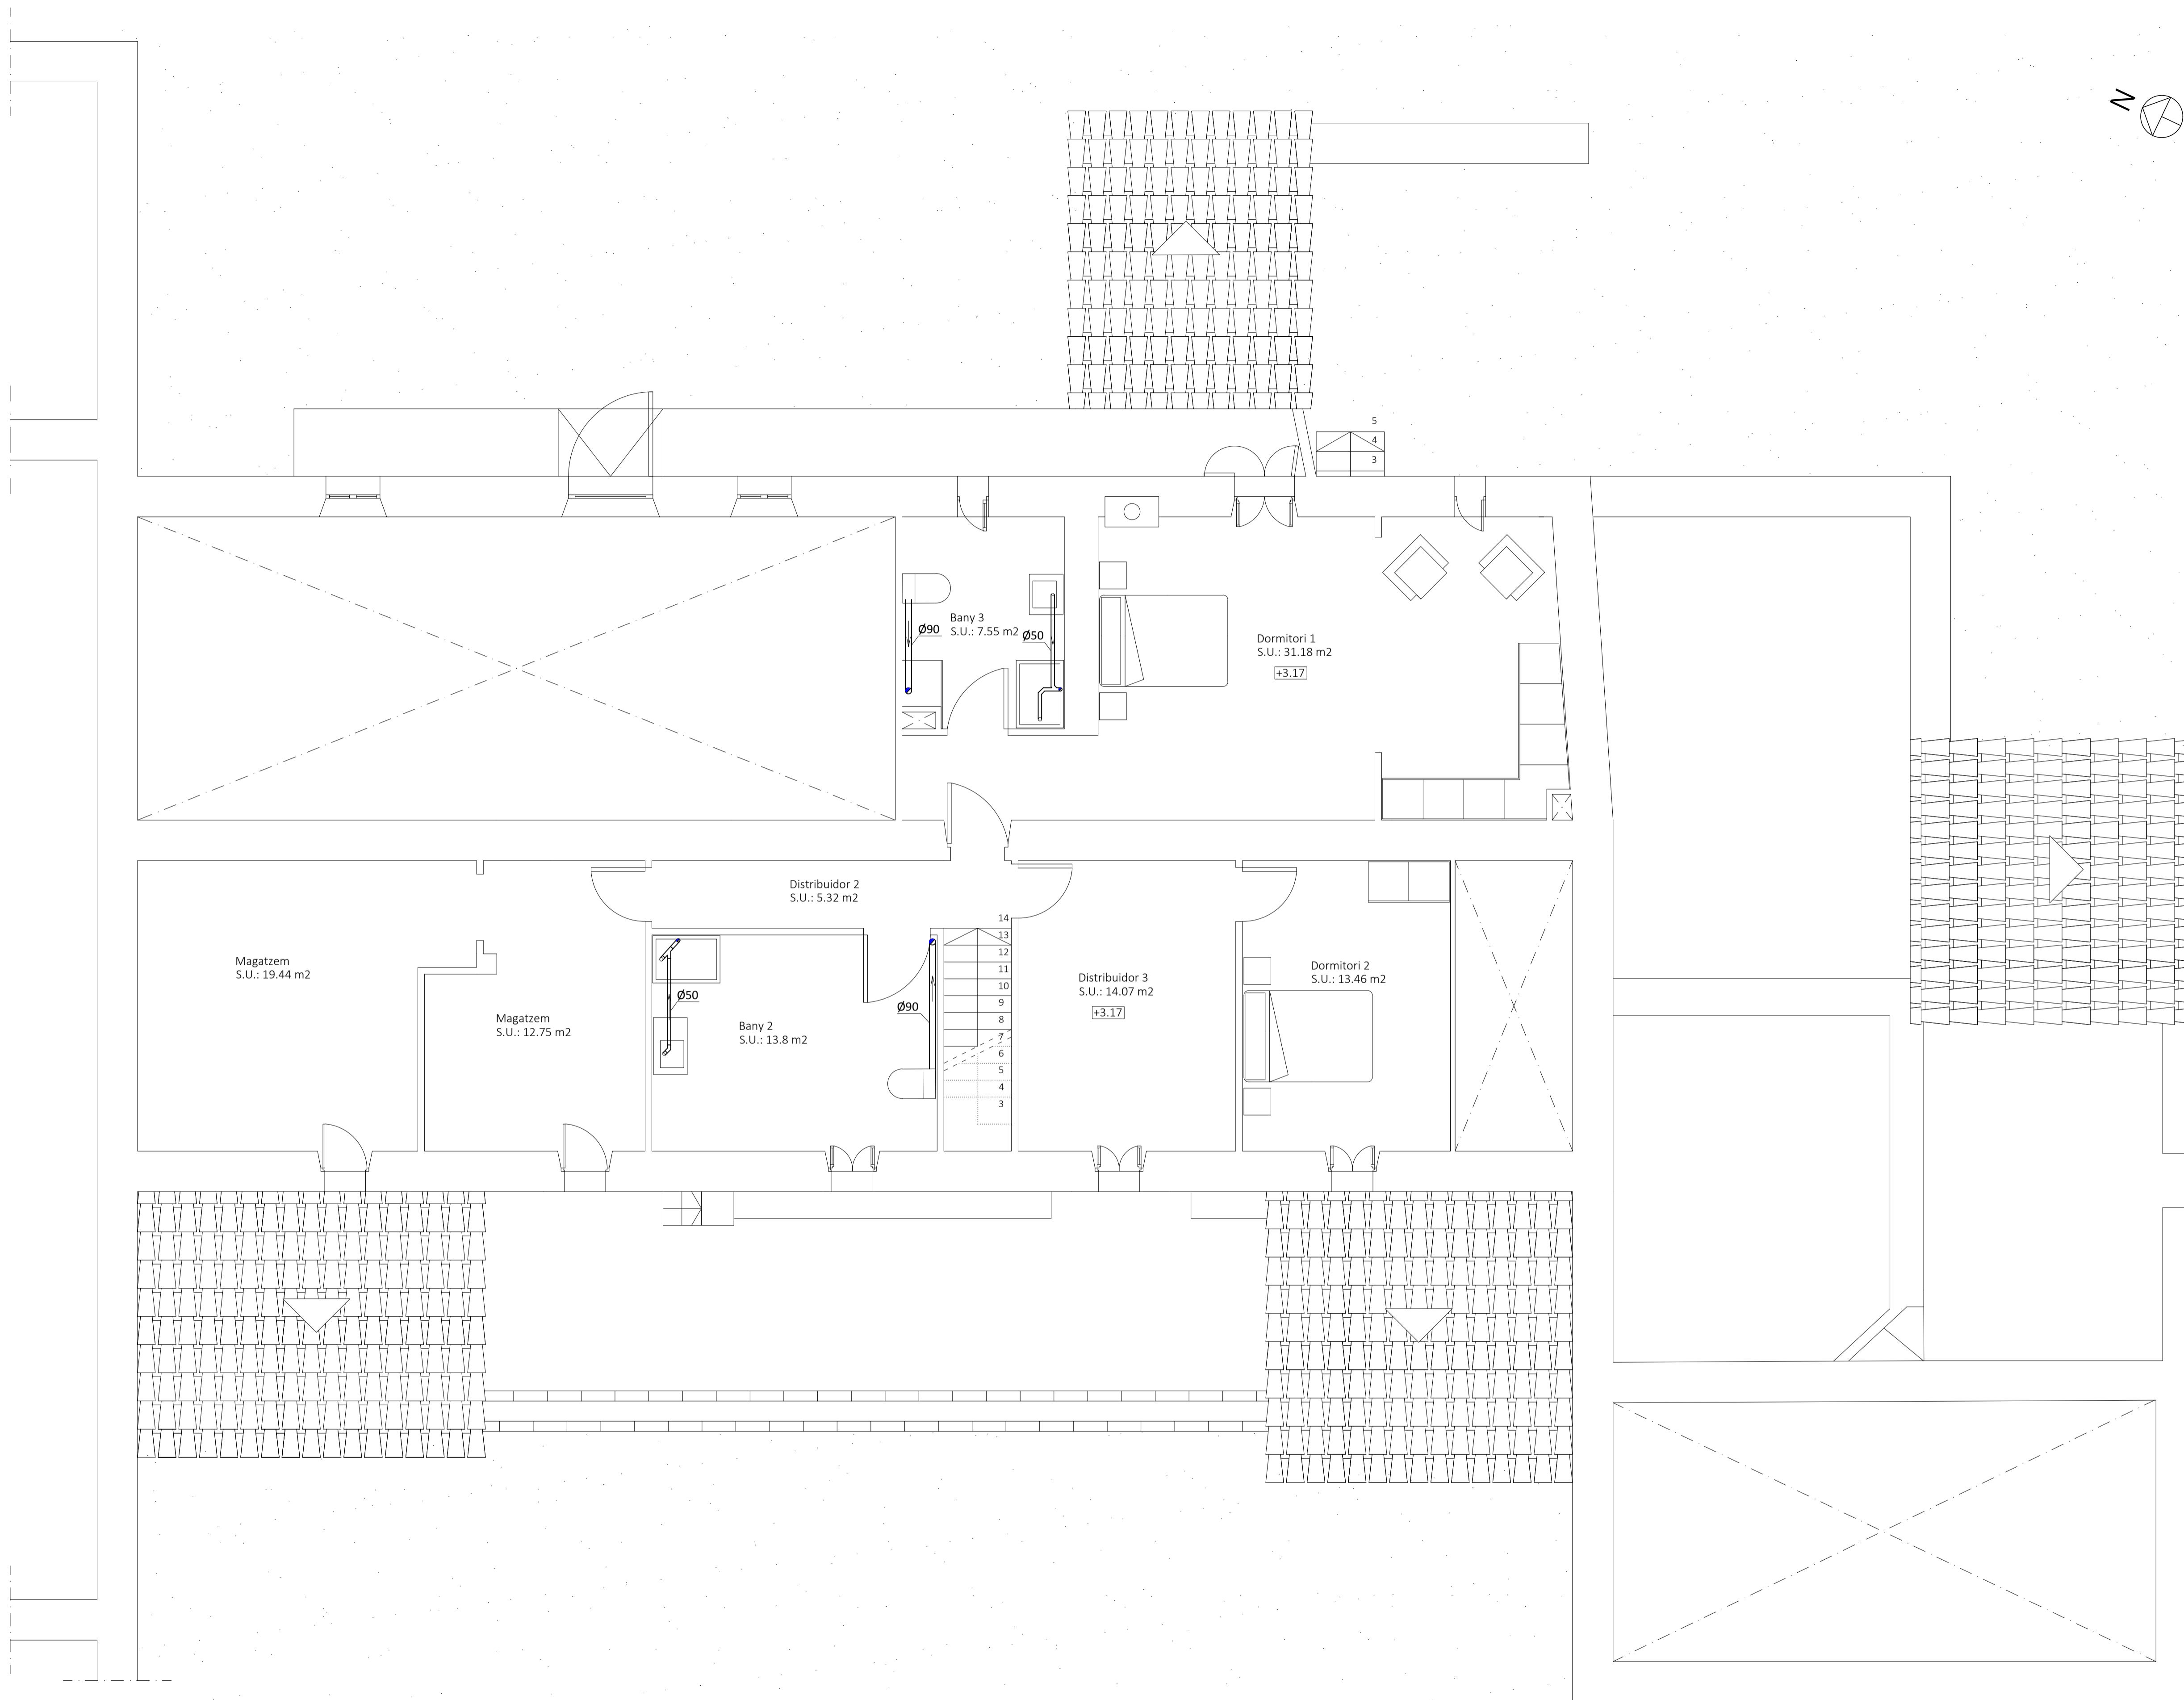 N
5
4
3
Bany 3
S.U.: 7.55 m2
Ø90
Ø50
Dormitori 1
S.U.: 31.18 m2
+3.17
Distribuidor 2
S.U.: 5.32 m2
14
13
12
11
10
9
8
7
6
5
4
3
Magatzem
S.U.: 19.44 m2
Magatzem
S.U.: 12.75 m2
Ø50
Bany 2
S.U.: 13.8 m2
Ø90
Distribuidor 3
S.U.: 14.07 m2
+3.17
Dormitori 2
S.U.: 13.46 m2